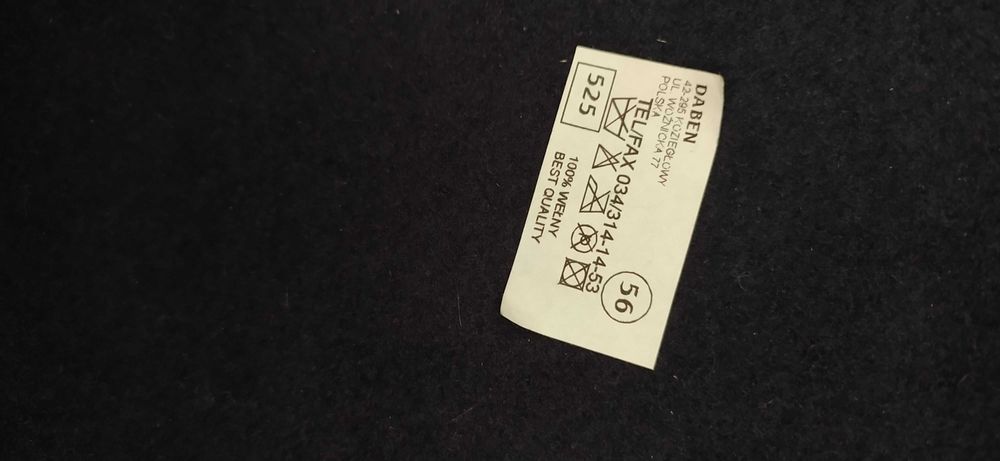 DABEN
42-295 KOZIEGŁOWY
UL. WOŹNICKA 77
POLSKA
TEL/FAX 034/314-14-53
56
525
100% WEŁNY
BEST QUALITY